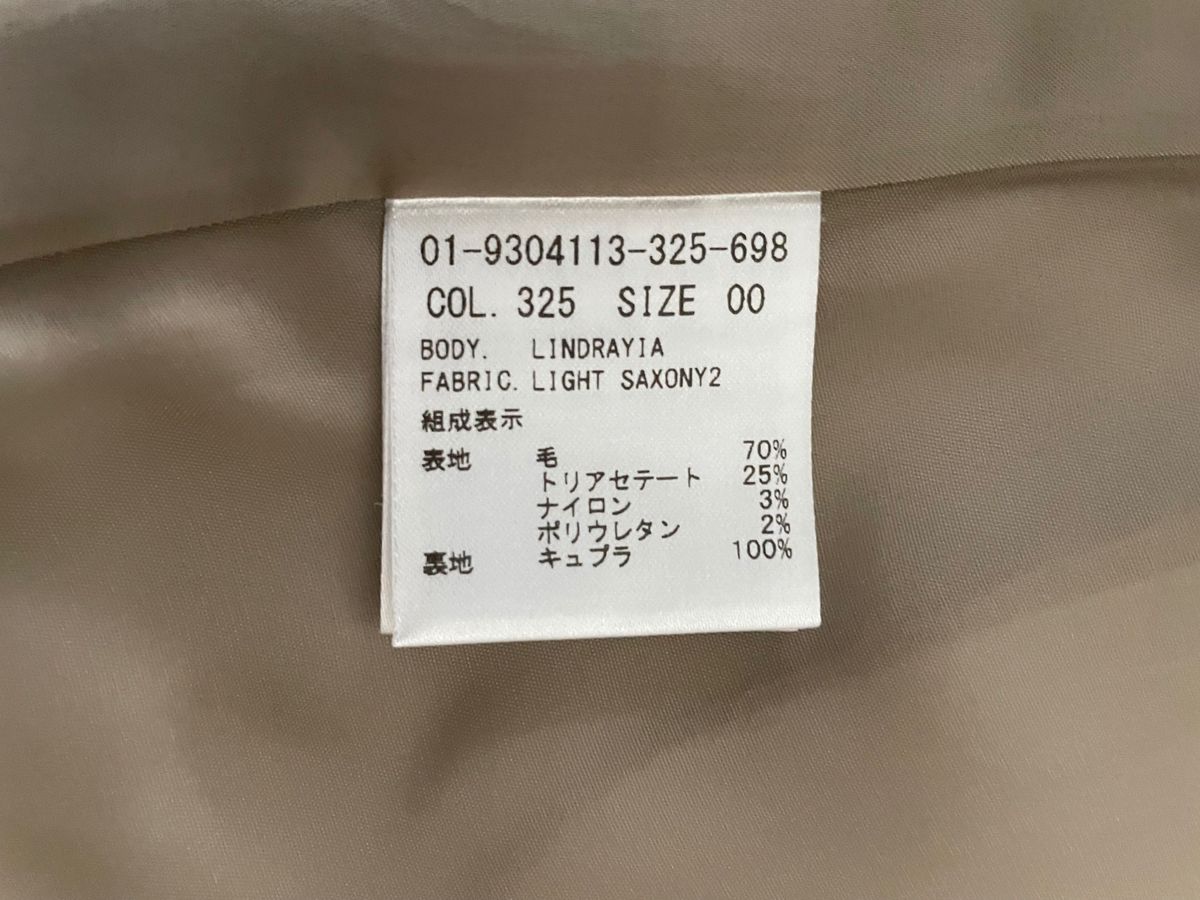 01-9304113-325-698
COL. 325 SIZE 00
BODY. LINDRAYIA
FABRIC. LIGHT SAXONY2
組成表示
表地 毛 70%
トリアセテート 25%
ナイロン 3%
ポリウレタン 2%
裏地 キュプラ 100%